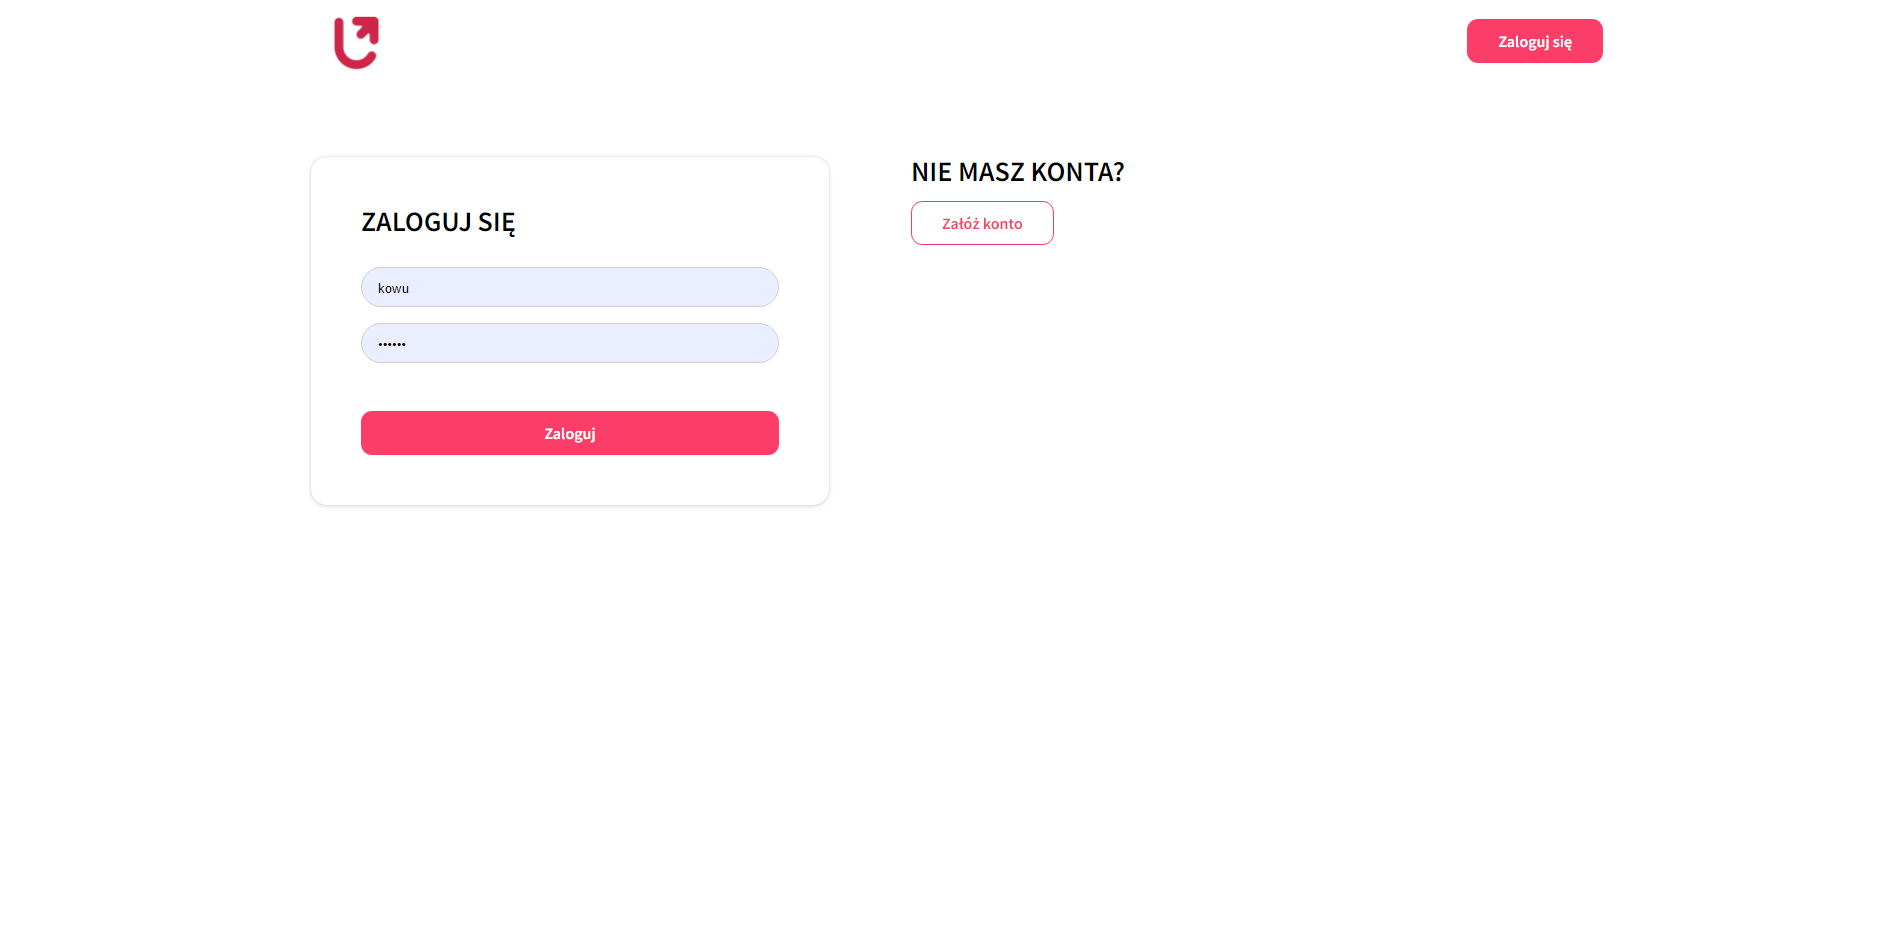 Zaloguj się
ZALOGUJ SIĘ
kowu
••••••
Zaloguj
NIE MASZ KONTA?
Załóż konto